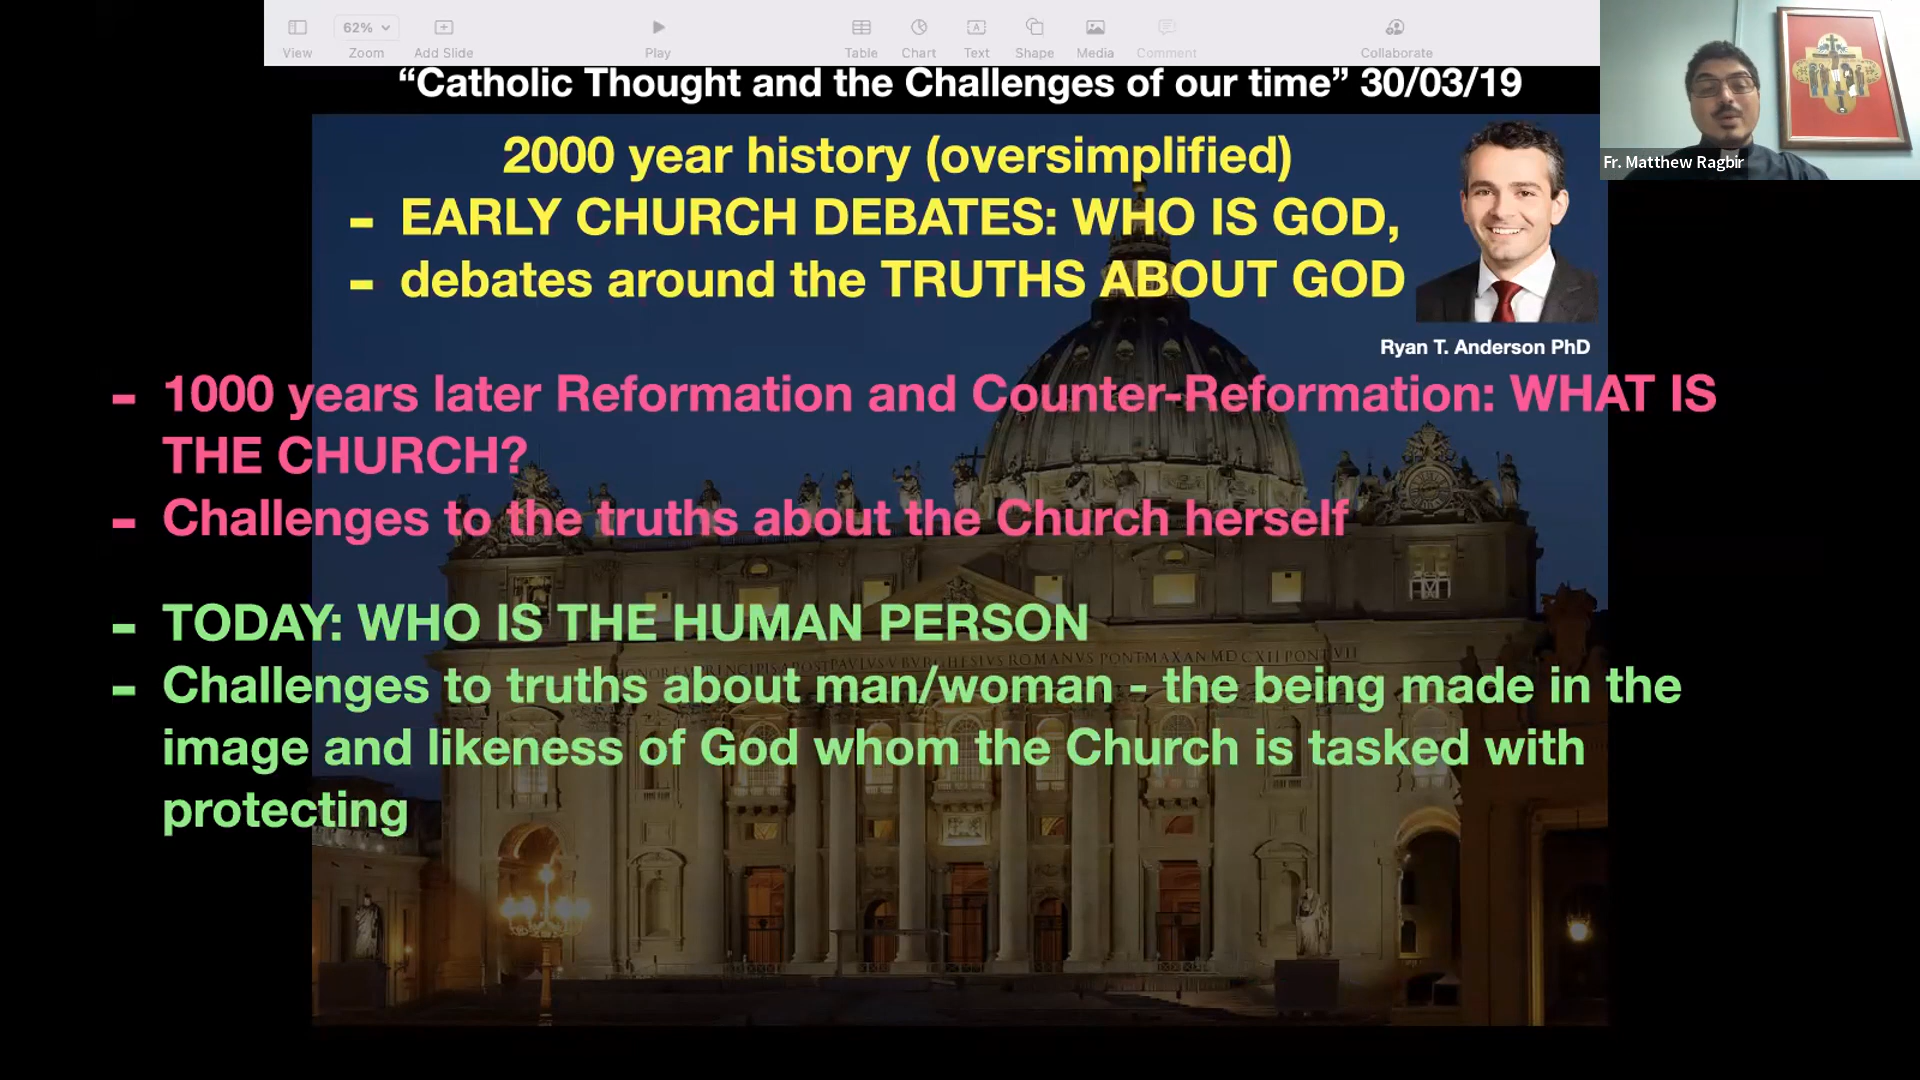 View
62%
Zoom
Add Slide
Play
Table
Chart
Text
Shape
Media
Comment
Collaborate
“Catholic Thought and the Challenges of our time” 30/03/19
Fr. Matthew Ragbir
2000 year history (oversimplified)
- EARLY CHURCH DEBATES: WHO IS GOD,
- debates around the TRUTHS ABOUT GOD
Ryan T. Anderson PhD
- 1000 years later Reformation and Counter-Reformation: WHAT IS
THE CHURCH?
- Challenges to the truths about the Church herself
- TODAY: WHO IS THE HUMAN PERSON
- Challenges to truths about man/woman - the being made in the
image and likeness of God whom the Church is tasked with
protecting